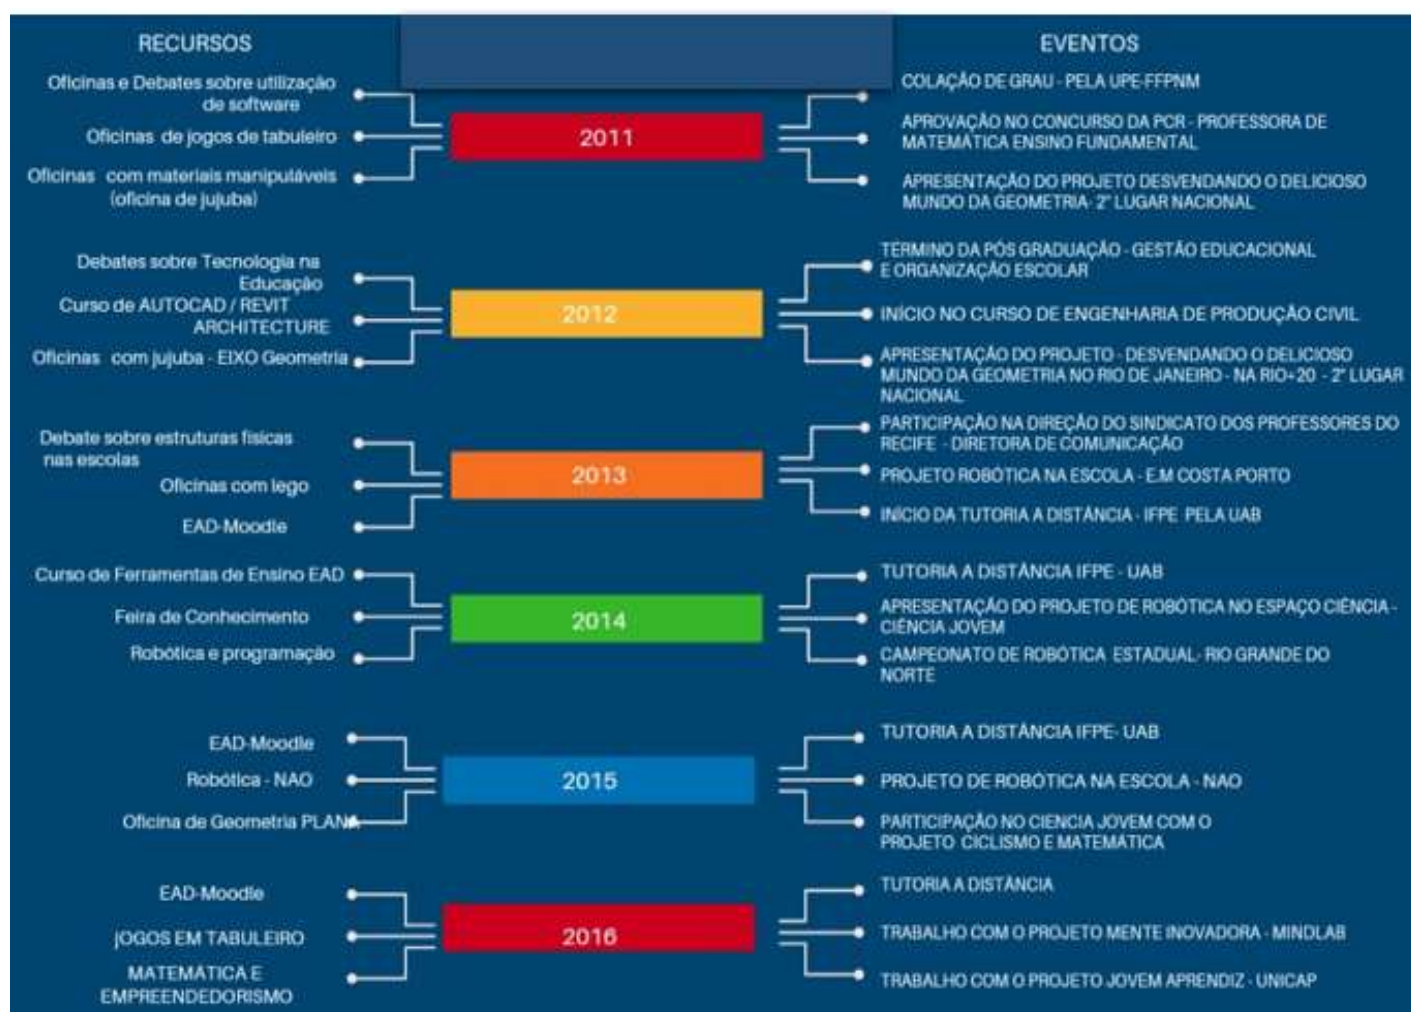 RECURSOS
EVENTOS
Oficinas e Debates sobre utilização
de software
Oficinas de jogos de tabuleiro
Oficinas com materiais manipuláveis
(oficina de jujuba)
2011
COLAÇÃO DE GRAU - PELA UPE-FFPNM
APROVAÇÃO NO CONCURSO DA PCR - PROFESSORA DE
MATEMÁTICA ENSINO FUNDAMENTAL
APRESENTAÇÃO DO PROJETO DESVENDANDO O DELICIOSO
MUNDO DA GEOMETRIA- 2° LUGAR NACIONAL
Debates sobre Tecnologia na
Educação
Curso de AUTOCAD / REVIT
ARCHITECTURE
Oficinas com jujuba - EIXO Geometria
2012
TÉRMINO DA PÓS GRADUAÇÃO - GESTÃO EDUCACIONAL
E ORGANIZAÇÃO ESCOLAR
INÍCIO NO CURSO DE ENGENHARIA DE PRODUÇÃO CIVIL
APRESENTAÇÃO DO PROJETO - DESVENDANDO O DELICIOSO
MUNDO DA GEOMETRIA NO RIO DE JANEIRO - NA RIO+20 - 2° LUGAR
NACIONAL
Debate sobre estruturas físicas
nas escolas
Oficinas com lego
EAD-Moodle
2013
PARTICIPAÇÃO NA DIREÇÃO DO SINDICATO DOS PROFESSORES DO
RECIFE - DIRETORA DE COMUNICAÇÃO
PROJETO ROBÓTICA NA ESCOLA - E.M COSTA PORTO
INÍCIO DA TUTORIA A DISTÂNCIA - IFPE PELA UAB
Curso de Ferramentas de Ensino EAD
Feira de Conhecimento
Robótica e programação
2014
TUTORIA A DISTÂNCIA IFPE - UAB
APRESENTAÇÃO DO PROJETO DE ROBÓTICA NO ESPAÇO CIÊNCIA -
CIÊNCIA JOVEM
CAMPEONATO DE ROBÓTICA ESTADUAL- RIO GRANDE DO
NORTE
EAD-Moodle
Robótica - NAO
Oficina de Geometria PLANA
2015
TUTORIA A DISTÂNCIA IFPE- UAB
PROJETO DE ROBÓTICA NA ESCOLA - NAO
PARTICIPAÇÃO NO CIENCIA JOVEM COM O
PROJETO CICLISMO E MATEMÁTICA
EAD-Moodle
JOGOS EM TABULEIRO
MATEMÁTICA E
EMPREENDEDORISMO
2016
TUTORIA A DISTÂNCIA
TRABALHO COM O PROJETO MENTE INOVADORA - MINDLAB
TRABALHO COM O PROJETO JOVEM APRENDIZ - UNICAP